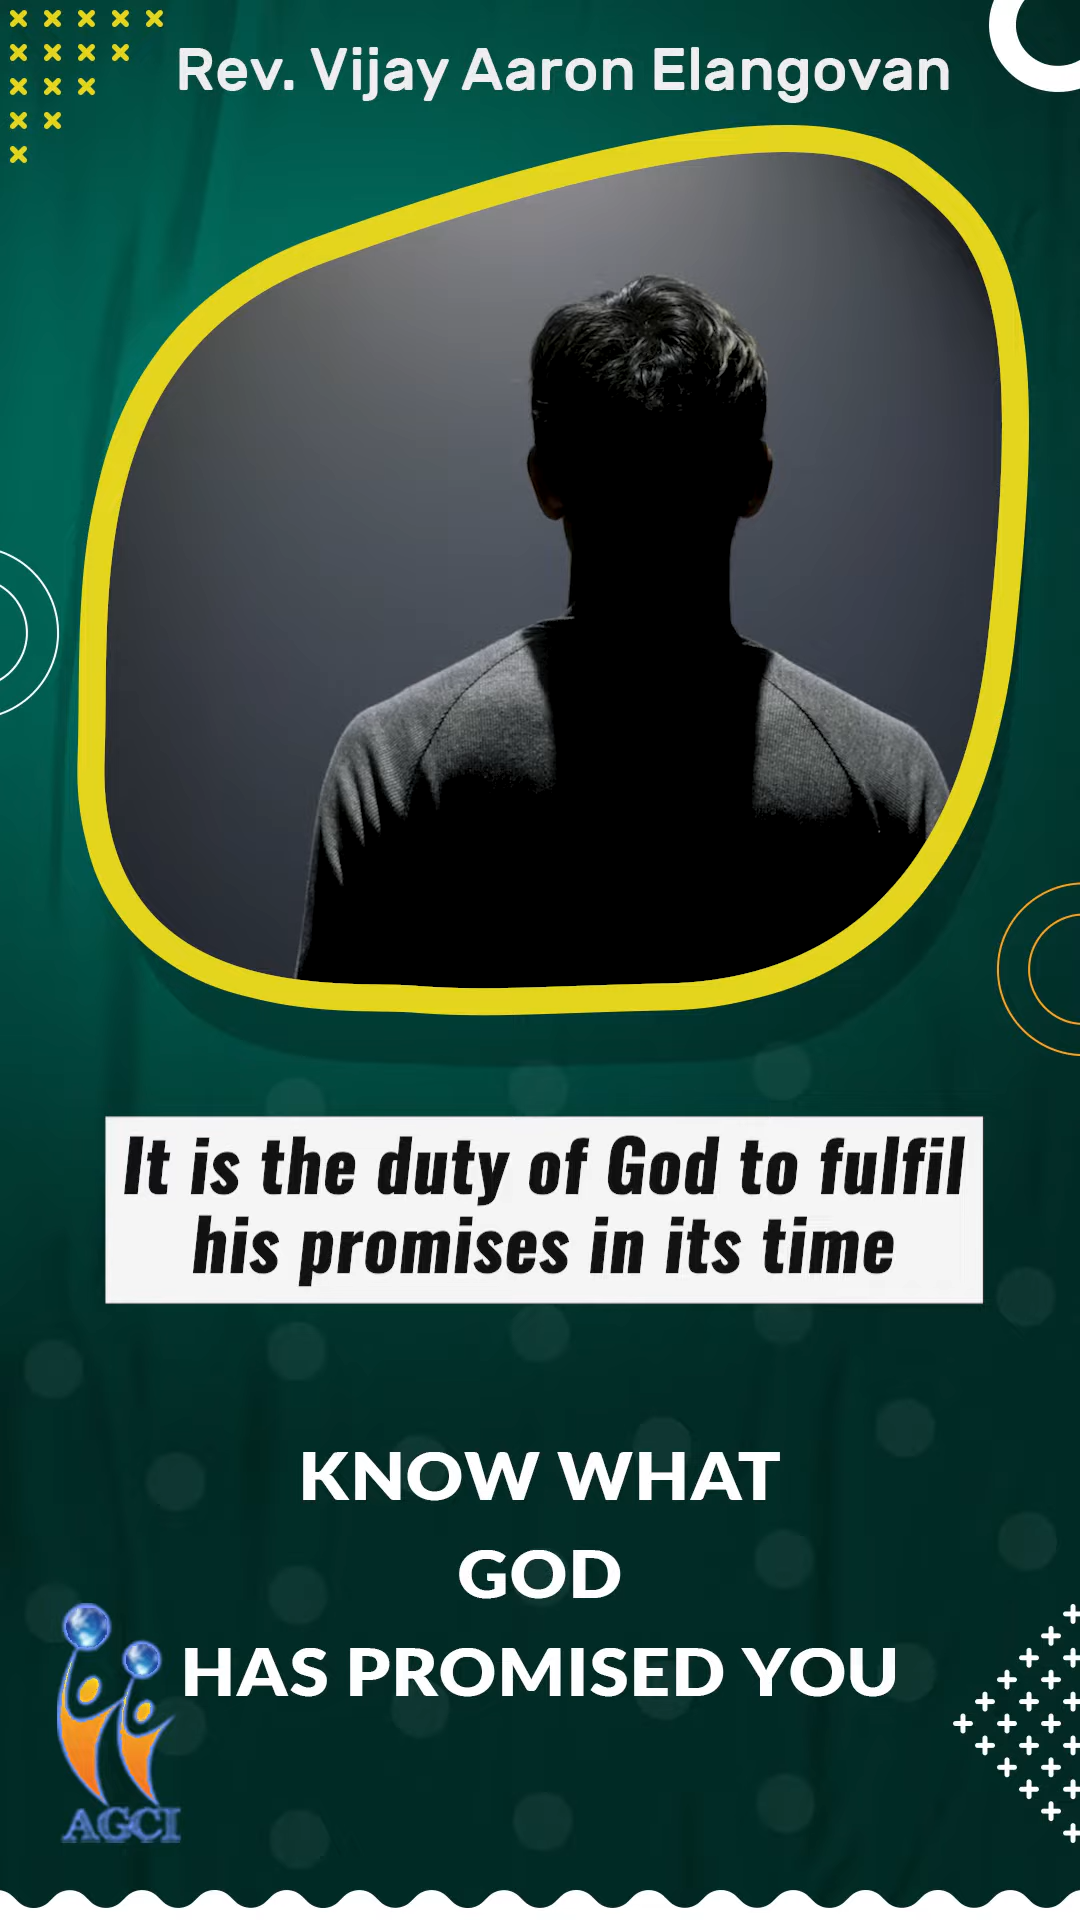 Rev. Vijay Aaron Elangovan
It is the duty of God to fulfil
his promises in its time
KNOW WHAT
GOD
HAS PROMISED YOU
AGCI